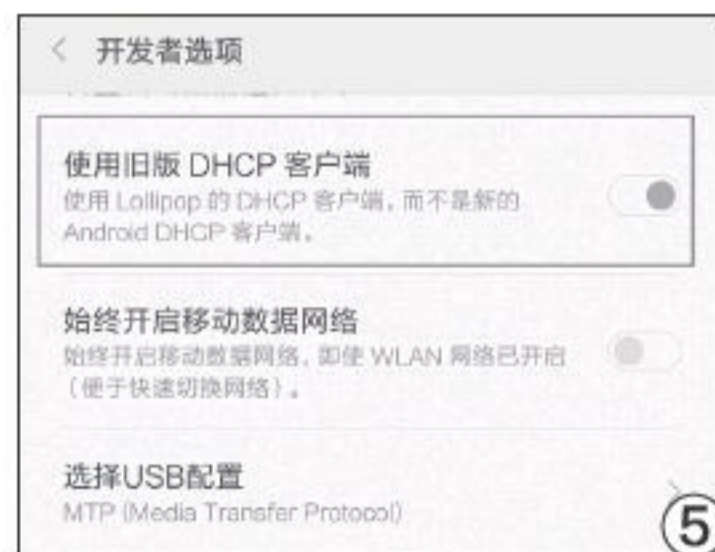 < 开发者选项
使用旧版 DHCP 客户端
使用 Lollipop 的 DHCP 客户端，而不是新的
Android DHCP 客户端。
始终开启移动数据网络
始终开启移动数据网络，即使 WLAN 网络已开启
（便于快速切换网络）。
选择USB配置
MTP (Media Transfer Protocol)
⑤